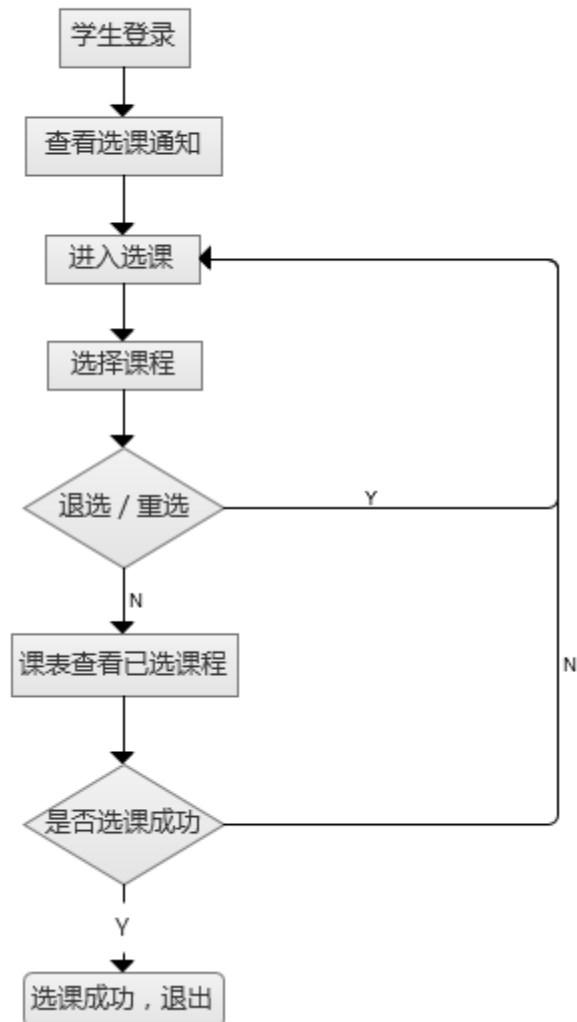 学生登录
查看选课通知
进入选课
选择课程
退选 / 重选
Y
N
课表查看已选课程
N
是否选课成功
Y
选课成功，退出